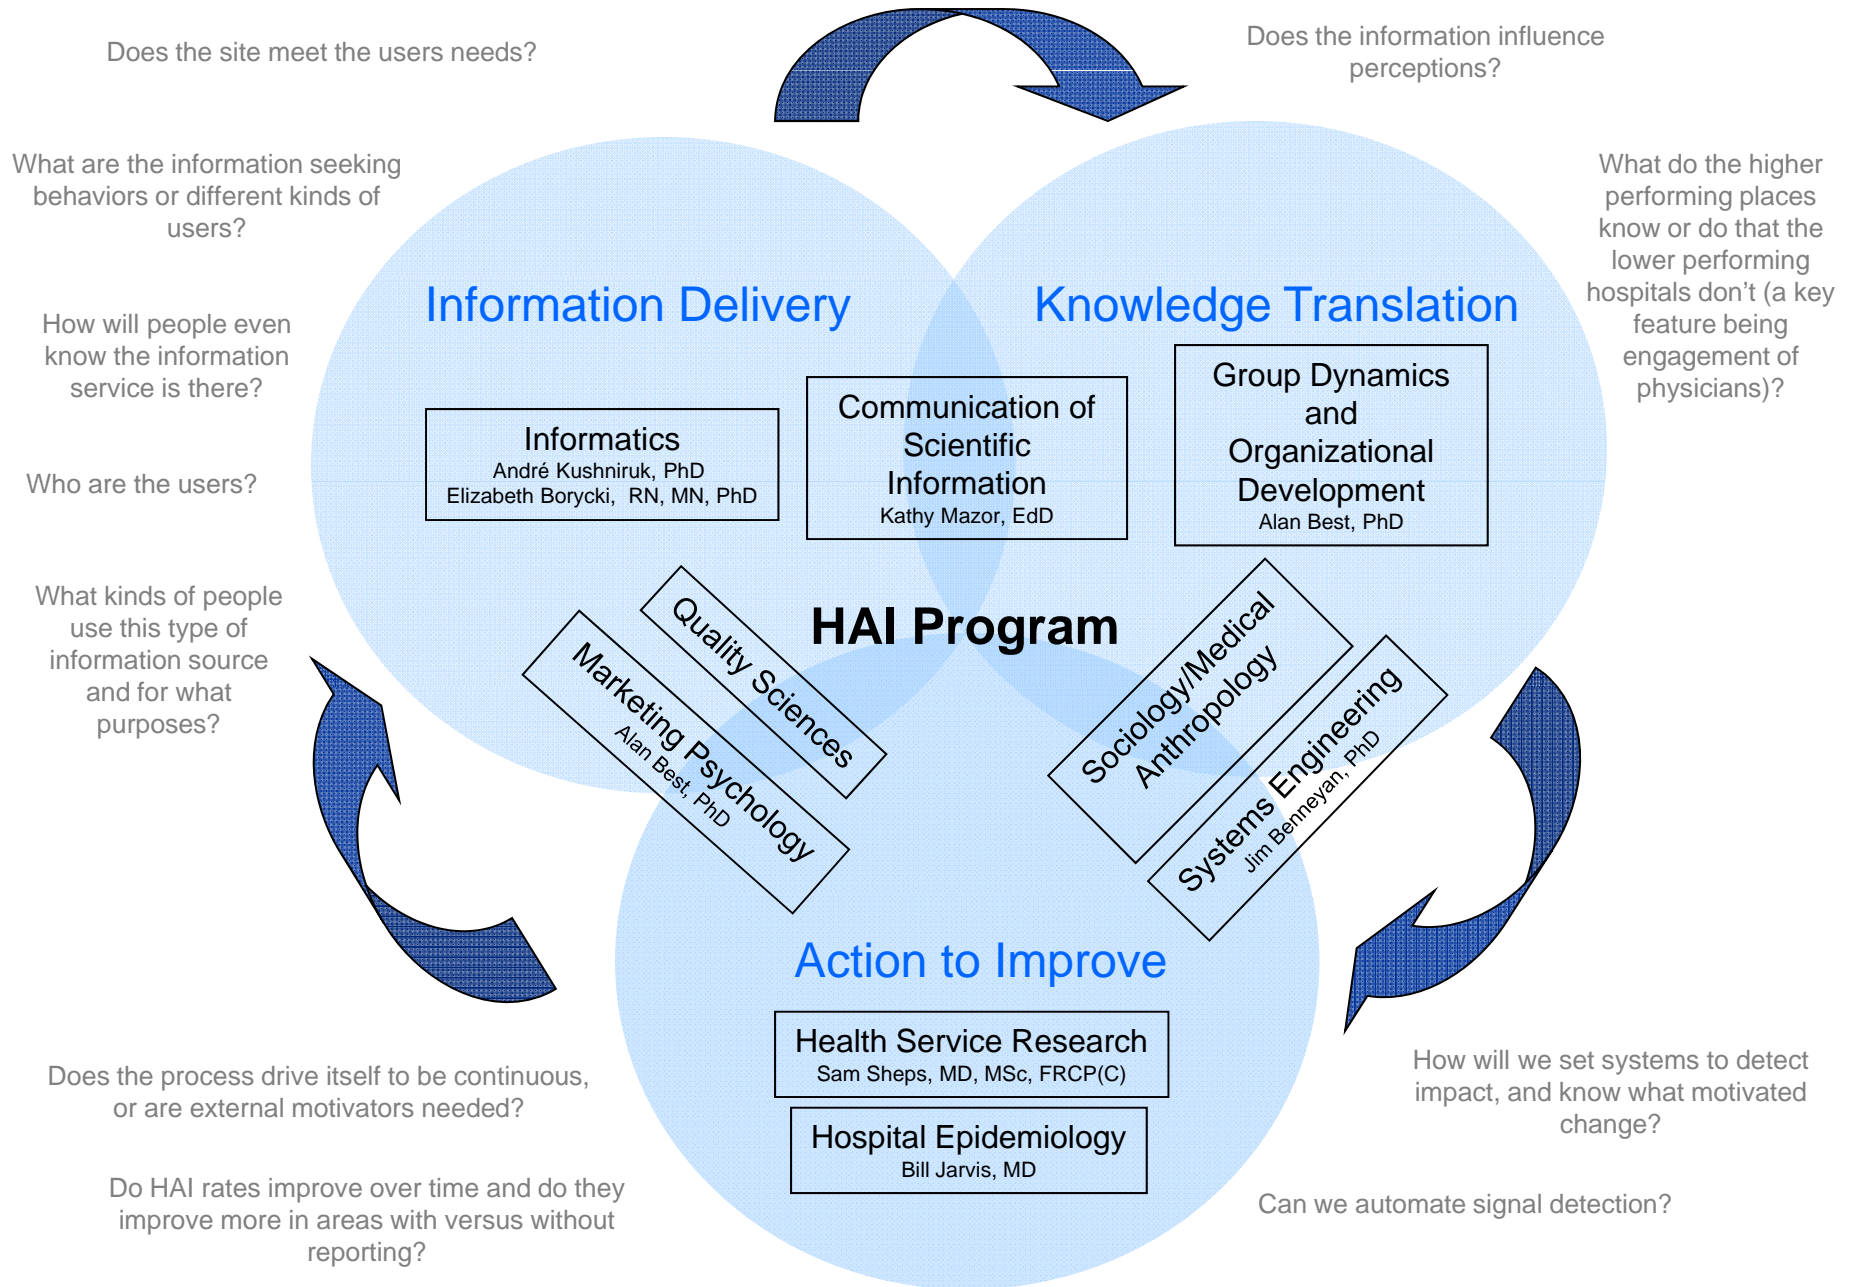 Does the site meet the users needs?
Does the information influence
perceptions?
What are the information seeking
behaviors or different kinds of
users?
What do the higher
performing places
know or do that the
lower performing
hospitals don't (a key
feature being
engagement of
physicians)?
How will people even
know the information
service is there?
Who are the users?
What kinds of people
use this type of
information source
and for what
purposes?
Information Delivery
Knowledge Translation
Informatics
André Kushniruk, PhD
Elizabeth Borycki, RN, MN, PhD
Communication of
Scientific
Information
Kathy Mazor, EdD
Group Dynamics
and
Organizational
Development
Alan Best, PhD
HAI Program
Quality Sciences
Marketing Psychology
Alan Best, PhD
Sociology/Medical
Anthropology
Systems Engineering
Jim Benneyan, PhD
Action to Improve
Health Service Research
Sam Sheps, MD, MSc, FRCP(C)
Hospital Epidemiology
Bill Jarvis, MD
Does the process drive itself to be continuous,
or are external motivators needed?
Do HAI rates improve over time and do they
improve more in areas with versus without
reporting?
How will we set systems to detect
impact, and know what motivated
change?
Can we automate signal detection?